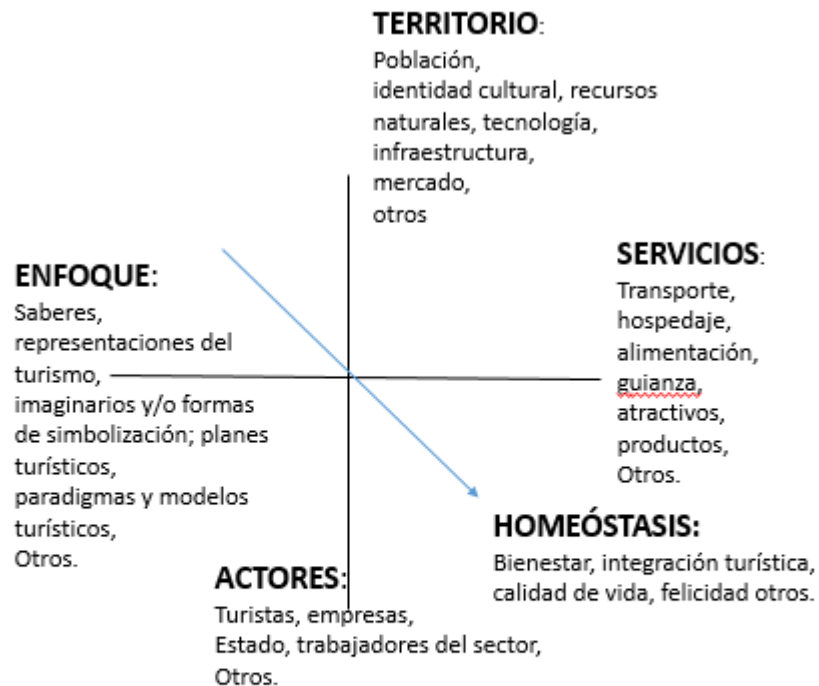 TERRITORIO:
Población,
identidad cultural, recursos
naturales, tecnología,
infraestructura,
mercado,
otros
SERVICIOS:
Transporte,
hospedaje,
alimentación,
guianza,
atractivos,
productos,
Otros.
ENFOQUE:
Saberes,
representaciones del
turismo,
imaginarios y/o formas
de simbolización; planes
turísticos,
paradigmas y modelos
turísticos,
Otros.
HOMEÓSTASIS:
Bienestar, integración turística,
calidad de vida, felicidad otros.
ACTORES:
Turistas, empresas,
Estado, trabajadores del sector,
Otros.